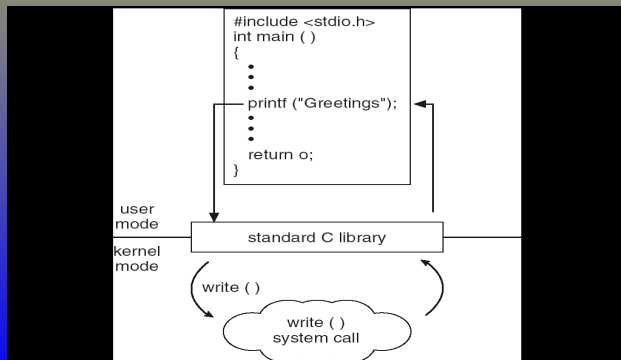 #include <stdio.h>
int main ( )
{
•
•
•
printf ("Greetings");
•
•
•
return o;
}
user
mode
standard C library
kernel
mode
write ( )
write ( )
system call